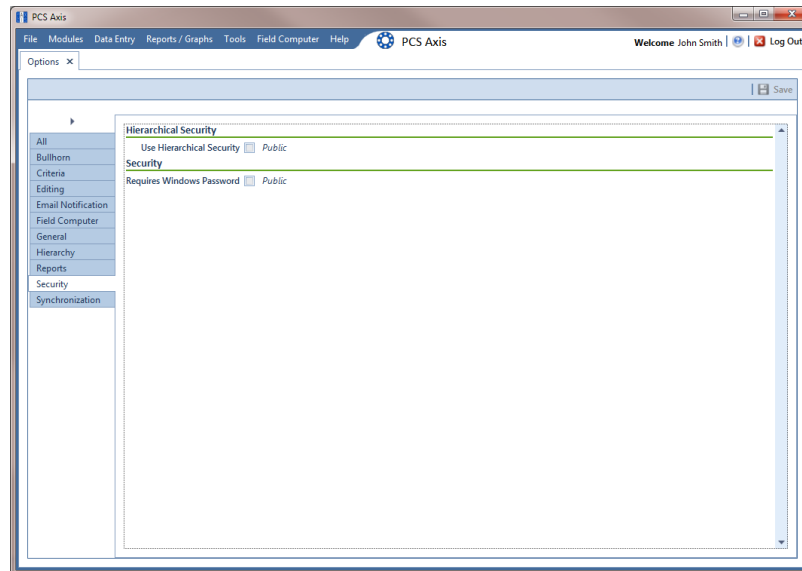 PCS Axis
File Modules Data Entry Reports / Graphs Tools Field Computer Help PCS Axis Welcome John Smith Log Out
Options
Save
Hierarchical Security
Use Hierarchical Security Public
Security
Requires Windows Password Public
All
Bullhorn
Criteria
Editing
Email Notification
Field Computer
General
Hierarchy
Reports
Security
Synchronization